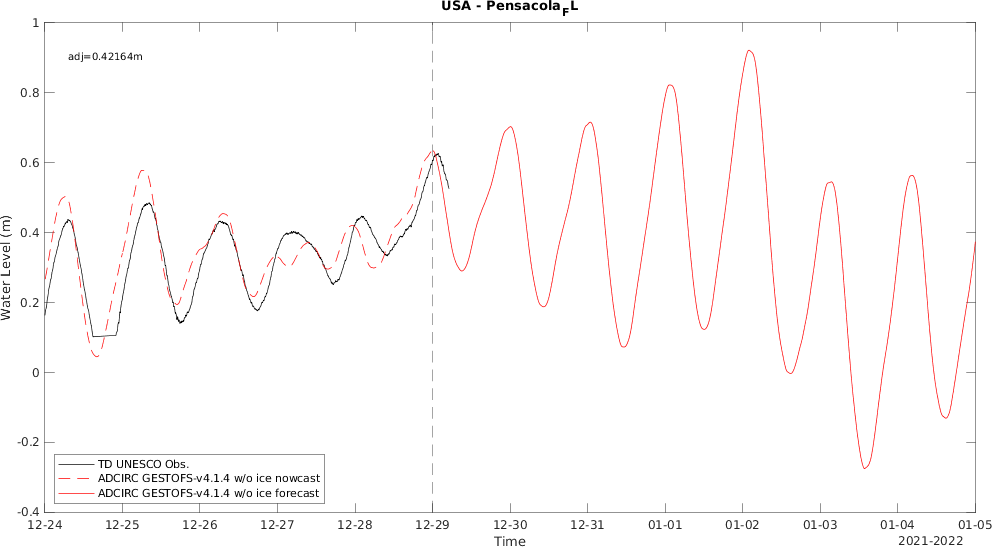 USA - Pensacola_FL
1
adj=0.42164m
0.8
0.6
0.4
0.2
0
-0.2
-0.4
Water Level (m)
TD UNESCO Obs.
ADCIRC GESTOFS-v4.1.4 w/o ice nowcast
ADCIRC GESTOFS-v4.1.4 w/o ice forecast
12-24 12-25 12-26 12-27 12-28 12-29 12-30 12-31 01-01 01-02 01-03 01-04 01-05
Time
2021-2022